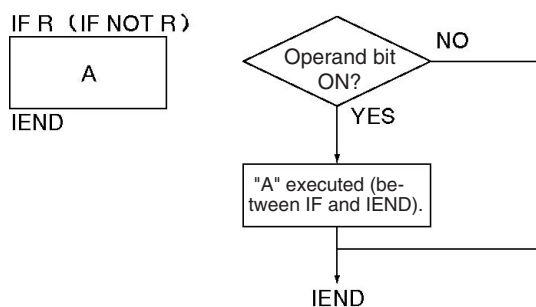 IF R (IF NOT R)
A
IEND
Operand bit
ON?
NO
YES
"A" executed (be-
tween IF and IEND).
IEND